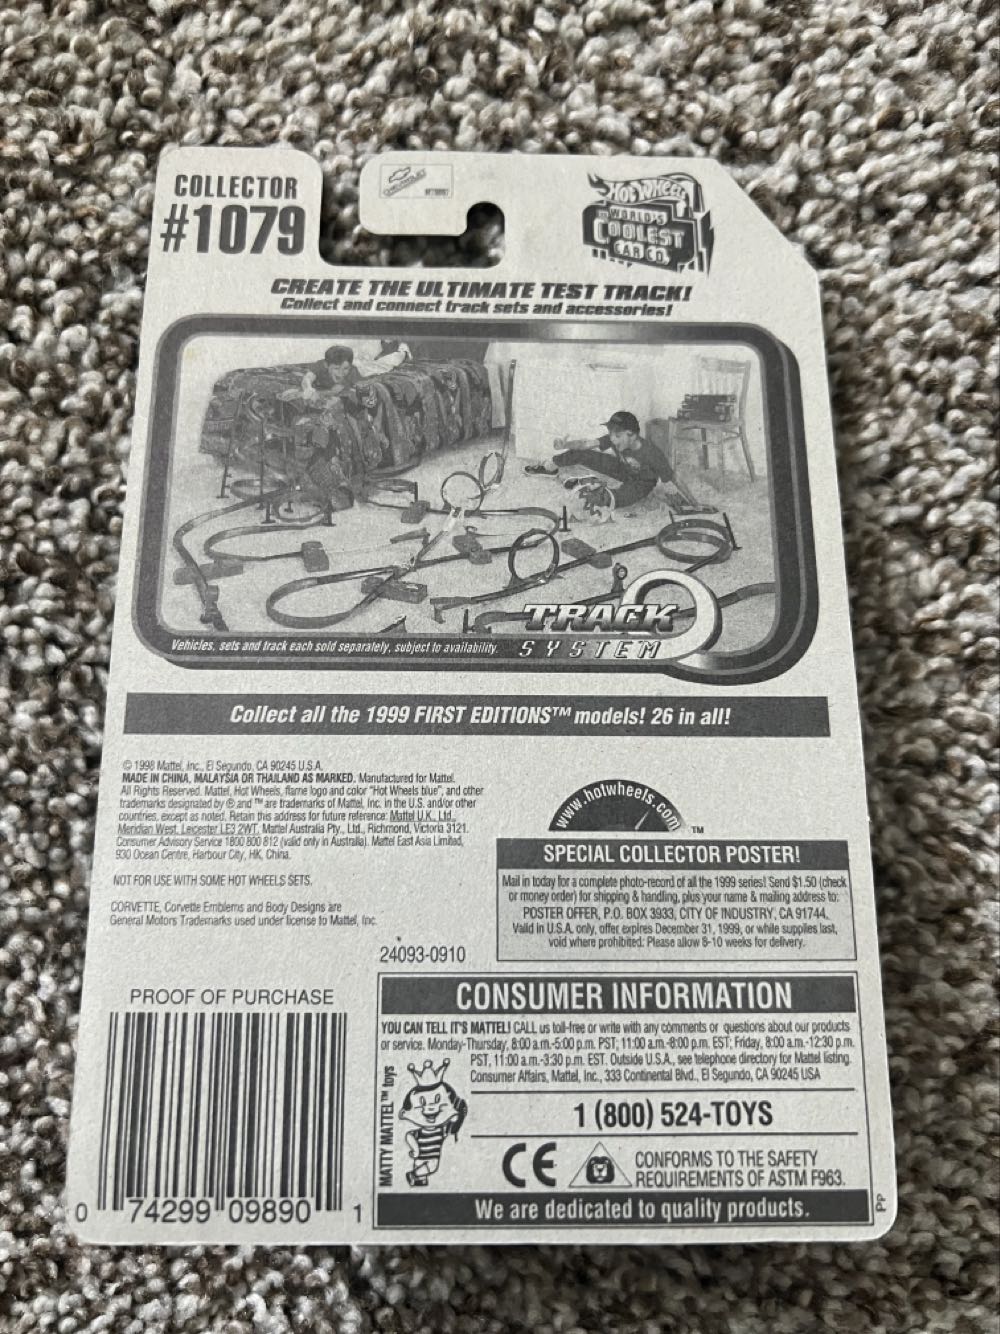 COLLECTOR
#1079
CHEVROLET
HOT WHEELS
WORLD'S
COOLEST
CAR CO.
CREATE THE ULTIMATE TEST TRACK!
Collect and connect track sets and accessories!
TRACK
SYSTEM
Vehicles, sets and track each sold separately, subject to availability.
Collect all the 1999 FIRST EDITIONS™ models! 26 in all!
© 1998 Mattel, Inc., El Segundo, CA 90245 U.S.A.
MADE IN CHINA, MALAYSIA OR THAILAND AS MARKED. Manufactured for Mattel.
All Rights Reserved. Mattel, Hot Wheels, flame logo and color "Hot Wheels blue", and other
trademarks designated by ® and ™ are trademarks of Mattel, Inc. in the U.S. and/or other
countries, except as noted. Retain this address for future reference: Mattel U.K., Ltd.,
Meridian West, Leicester LE3 2WT. Mattel Australia Pty., Ltd., Richmond, Victoria 3121.
Consumer Advisory Service 1800 800 812 (valid only in Australia). Mattel East Asia Limited,
930 Ocean Centre, Harbour City, HK, China.
NOT FOR USE WITH SOME HOT WHEELS SETS.
CORVETTE, Corvette Emblems and Body Designs are
General Motors Trademarks used under license to Mattel, Inc.
24093-0910
www.hotwheels.com
TM
SPECIAL COLLECTOR POSTER!
Mail in today for a complete photo-record of all the 1999 series! Send $1.50 (check
or money order) for shipping & handling, plus your name & mailing address to:
POSTER OFFER, P.O. BOX 3933, CITY OF INDUSTRY, CA 91744.
Valid in U.S.A. only, offer expires December 31, 1999, or while supplies last,
void where prohibited. Please allow 8-10 weeks for delivery.
PROOF OF PURCHASE
0 74299 09890 1
CONSUMER INFORMATION
YOU CAN TELL IT'S MATTEL! CALL us toll-free or write with any comments or questions about our products
or service. Monday-Thursday, 8:00 a.m.-5:00 p.m. PST; 11:00 a.m.-8:00 p.m. EST; Friday, 8:00 a.m.-12:30 p.m.
PST, 11:00 a.m.-3:30 p.m. EST. Outside U.S.A., see telephone directory for Mattel listing.
Consumer Affairs, Mattel, Inc., 333 Continental Blvd., El Segundo, CA 90245 USA
MATTY MATTEL™ toys
1 (800) 524-TOYS
CE
CONFORMS TO THE SAFETY
REQUIREMENTS OF ASTM F963.
We are dedicated to quality products.
PP